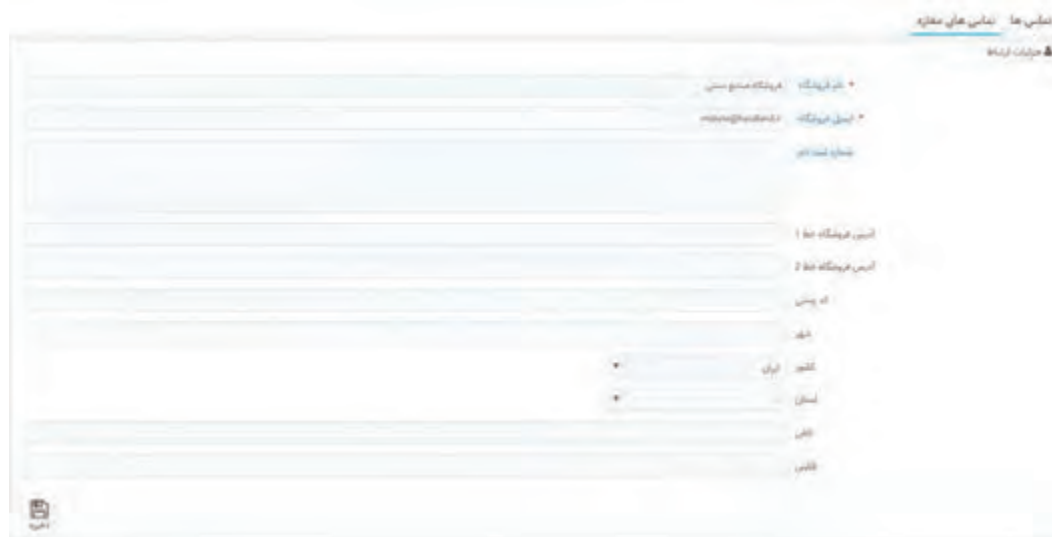 تماس ها تماس های مغازه
جزئیات ارتباط
* نام فروشگاه فروشگاه صنایع دستی
* ایمیل فروشگاه
شماره ثبت نام
آدرس فروشگاه خط 1
آدرس فروشگاه خط 2
کد پستی
شهر
کشور ایران
استان -
تلفن
فکس
ذخیره